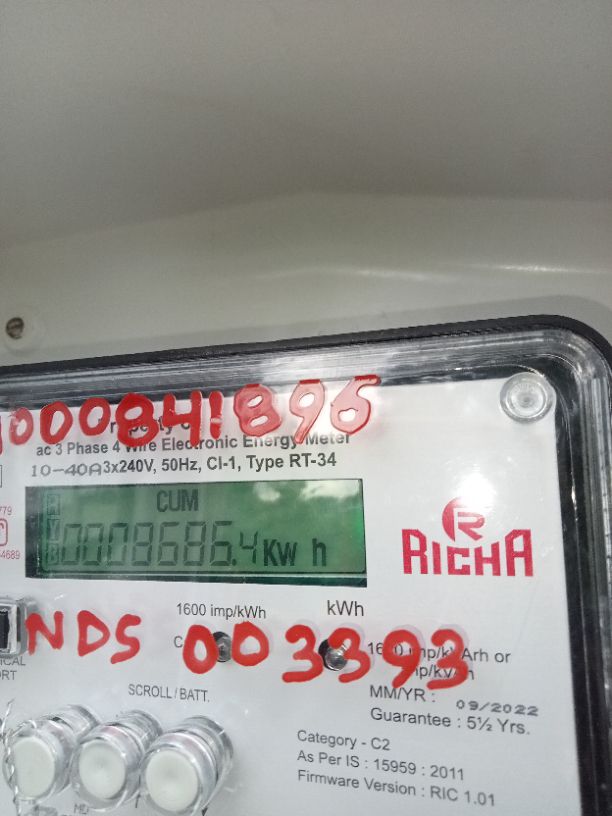 000841896
ac 3 Phase 4 Wire Electronic Energy Meter
10-40A 3x240V, 50Hz, Cl-1, Type RT-34
CUM
0008686.4 Kw h
R
RICHA
1600 imp/kWh
kWh
NDS 003393
MM/YR : 09/2022
Guarantee : 5½ Yrs.
SCROLL / BATT.
Category - C2
As Per IS : 15959 : 2011
Firmware Version : RIC 1.01